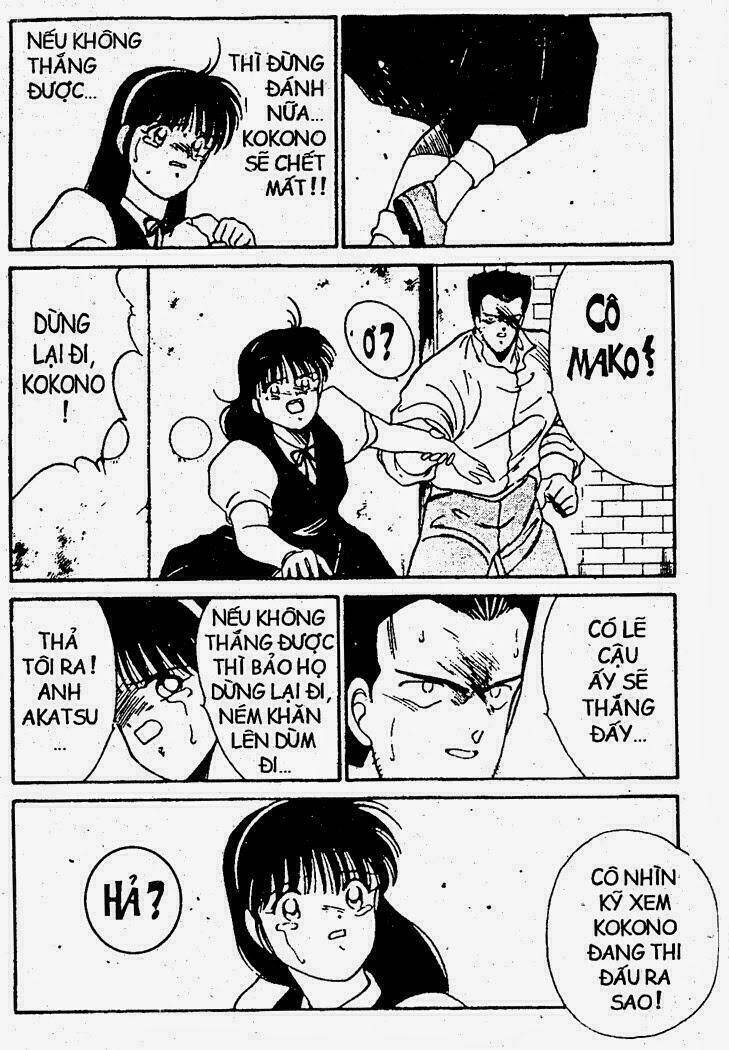 NẾU KHÔNG
THẮNG
ĐƯỢC...
THÌ ĐỪNG
ĐÁNH
NỮA...
KOKONO
SẼ CHẾT
MẤT!!
DỪNG
LẠI ĐI,
KOKONO
!
Ơ?
CÔ
MAKO!
THẢ
TÔI RA!
ANH
AKATSU
...
NẾU KHÔNG
THẮNG ĐƯỢC
THÌ BẢO HỌ
DỪNG LẠI ĐI,
NÉM KHĂN
LÊN DÙM
ĐI...
CÓ LẼ
CẬU
ẤY SẼ
THẮNG
ĐẤY...
HẢ?
CÔ NHÌN
KỸ XEM
KOKONO
ĐANG THI
ĐẤU RA
SAO!